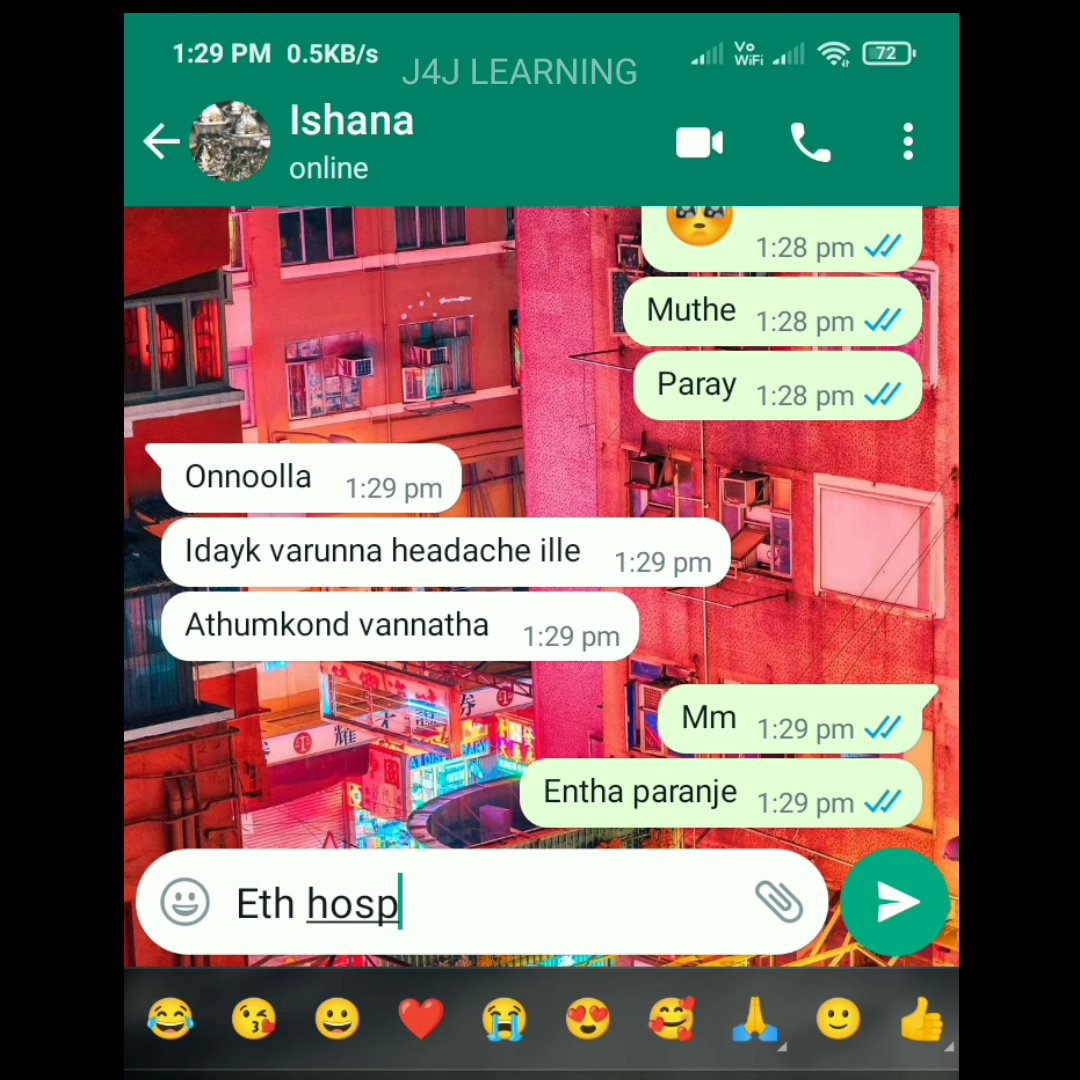 1:29 PM 0.5KB/s
Vo
WiFi
72
J4J LEARNING
Ishana
online
1:28 pm
Muthe 1:28 pm
Paray 1:28 pm
Onnoolla 1:29 pm
Idayk varunna headache ille 1:29 pm
Athumkond vannatha 1:29 pm
Mm 1:29 pm
Entha paranje 1:29 pm
Eth hosp